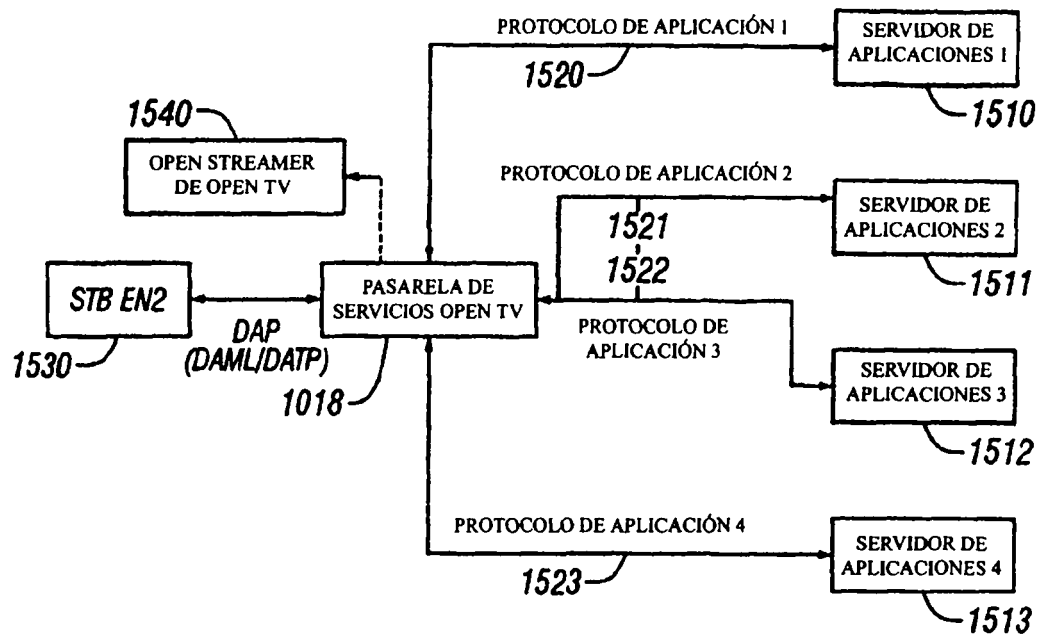 PROTOCOLO DE APLICACIÓN 1
1520
SERVIDOR DE
APLICACIONES 1
1510
1540
OPEN STREAMER
DE OPEN TV
PROTOCOLO DE APLICACIÓN 2
1521
1522
SERVIDOR DE
APLICACIONES 2
1511
STB EN2
1530
DAP
(DAML/DATP)
PASARELA DE
SERVICIOS OPEN TV
1018
PROTOCOLO DE
APLICACIÓN 3
SERVIDOR DE
APLICACIONES 3
1512
PROTOCOLO DE APLICACIÓN 4
1523
SERVIDOR DE
APLICACIONES 4
1513